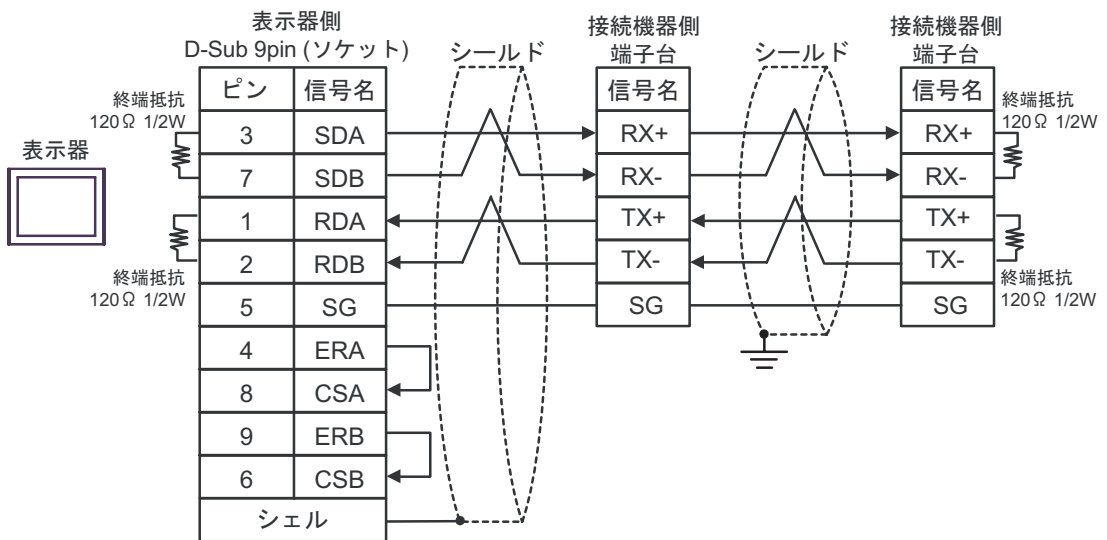 表示器側
D-Sub 9pin (ソケット)
シールド
接続機器側
端子台
シールド
接続機器側
端子台
ピン 信号名
信号名
信号名
終端抵抗
120Ω 1/2W
終端抵抗
120Ω 1/2W
表示器
3 SDA
RX+
RX+
7 SDB
RX-
RX-
1 RDA
TX+
TX+
2 RDB
TX-
TX-
終端抵抗
120Ω 1/2W
終端抵抗
120Ω 1/2W
5 SG
SG
SG
4 ERA
8 CSA
9 ERB
6 CSB
シェル